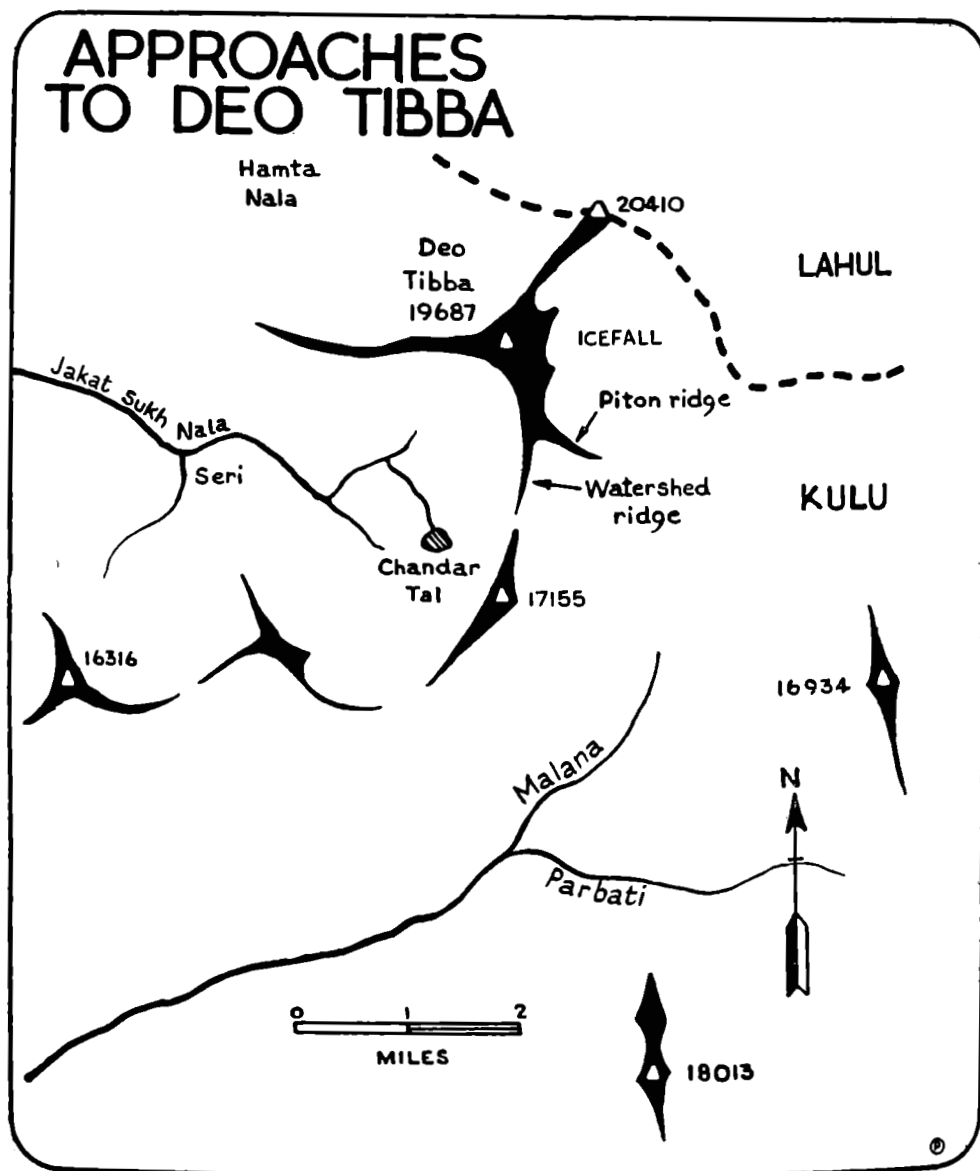 APPROACHES
TO DEO TIBBA
Hamta
Nala
20410
Deo
Tibba
19687
LAHUL
ICEFALL
Jakat Sukh Nala
Piton ridge
Seri
Watershed
ridge
KULU
Chandar
Tal
17155
16316
16934
Malana
N
Parbati
0 1 2
MILES
18013
P